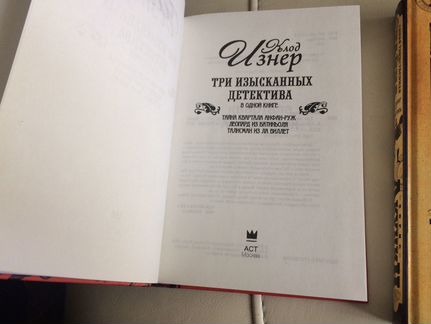 Клод
Изнер
ТРИ ИЗЫСКАННЫХ
ДЕТЕКТИВА
В ОДНОЙ КНИГЕ
ТАЙНА КВАРТАЛА АНФАН-РУЖ
ЛЕОПАРД ИЗ БАТИНЬОЛЯ
ТАЛИСМАН ИЗ ЛА ВИЛЛЕТ
АСТ
Москва